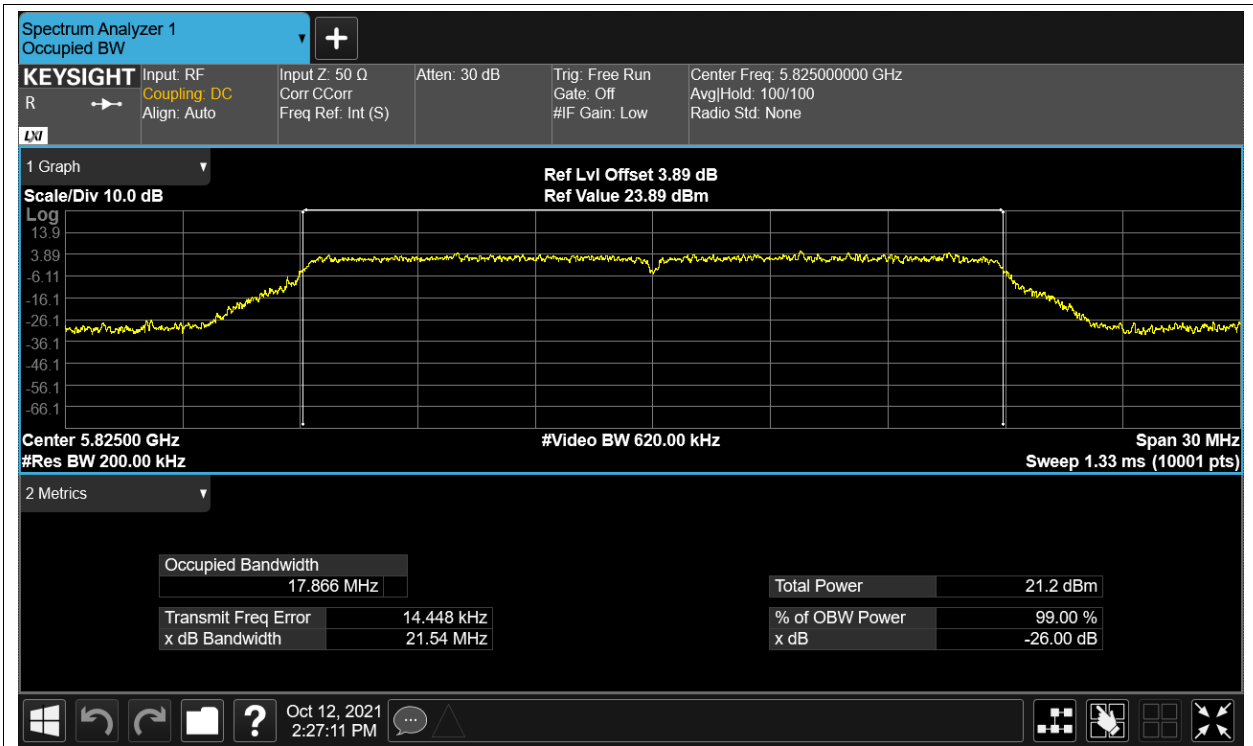 Spectrum Analyzer 1
Occupied BW
KEYSIGHT
R
LXI
Input: RF
Coupling: DC
Align: Auto
Input Z: 50 Ω
Corr CCorr
Freq Ref: Int (S)
Atten: 30 dB
Trig: Free Run
Gate: Off
#IF Gain: Low
Center Freq: 5.825000000 GHz
Avg|Hold: 100/100
Radio Std: None
1 Graph
Ref Lvl Offset 3.89 dB
Scale/Div 10.0 dB
Ref Value 23.89 dBm
Log
13.9
3.89
-6.11
-16.1
-26.1
-36.1
-46.1
-56.1
-66.1
Center 5.82500 GHz
#Video BW 620.00 kHz
Span 30 MHz
#Res BW 200.00 kHz
Sweep 1.33 ms (10001 pts)
2 Metrics
Occupied Bandwidth
17.866 MHz
Total Power 21.2 dBm
Transmit Freq Error 14.448 kHz
% of OBW Power 99.00 %
x dB Bandwidth 21.54 MHz
x dB -26.00 dB
?
Oct 12, 2021
2:27:11 PM